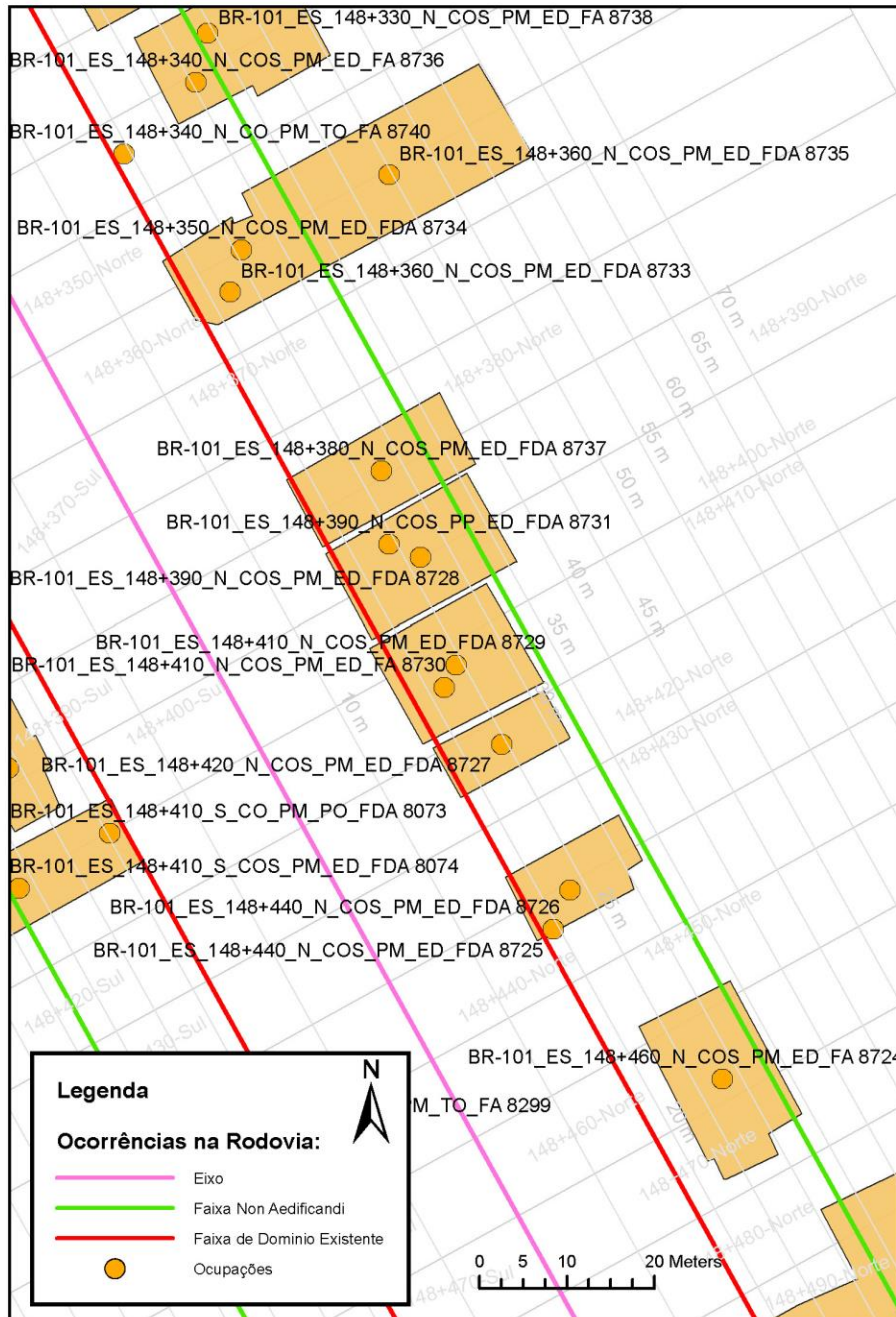 BR-101_ES_148+330_N_COS_PM_ED_FA 8738
BR-101_ES_148+340_N_COS_PM_ED_FA 8736
BR-101_ES_148+340_N_CO_PM_TO_FA 8740
BR-101_ES_148+360_N_COS_PM_ED_FDA 8735
BR-101_ES_148+350_N_COS_PM_ED_FDA 8734
BR-101_ES_148+360_N_COS_PM_ED_FDA 8733
148+350-Norte
70 m
148+390-Norte
148+360-Norte
148+370-Norte
148+380-Norte
65 m
60 m
55 m
BR-101_ES_148+380_N_COS_PM_ED_FDA 8737
50 m
148+400-Norte
148+370-Sul
148+410-Norte
BR-101_ES_148+390_N_COS_PP_ED_FDA 8731
BR-101_ES_148+390_N_COS_PM_ED_FDA 8728
40 m
45 m
35 m
BR-101_ES_148+410_N_COS_PM_ED_FDA 8729
BR-101_ES_148+410_N_COS_PM_ED_FA 8730
148+400-Sul
10 m
148+420-Norte
148+430-Norte
BR-101_ES_148+420_N_COS_PM_ED_FDA 8727
BR-101_ES_148+410_S_CO_PM_PO_FDA 8073
BR-101_ES_148+410_S_COS_PM_ED_FDA 8074
BR-101_ES_148+440_N_COS_PM_ED_FDA 8726
148+450-Norte
BR-101_ES_148+440_N_COS_PM_ED_FDA 8725
148+420-Sul
148+440-Norte
BR-101_ES_148+460_N_COS_PM_ED_FA 8724
PM_TO_FA 8299
20 m
148+460-Norte
148+470-Norte
148+480-Norte
148+490-Norte
148+470-Sul
Legenda
N
Ocorrências na Rodovia:
Eixo
Faixa Non Aedificandi
Faixa de Dominio Existente
Ocupações
0 5 10 20 Meters